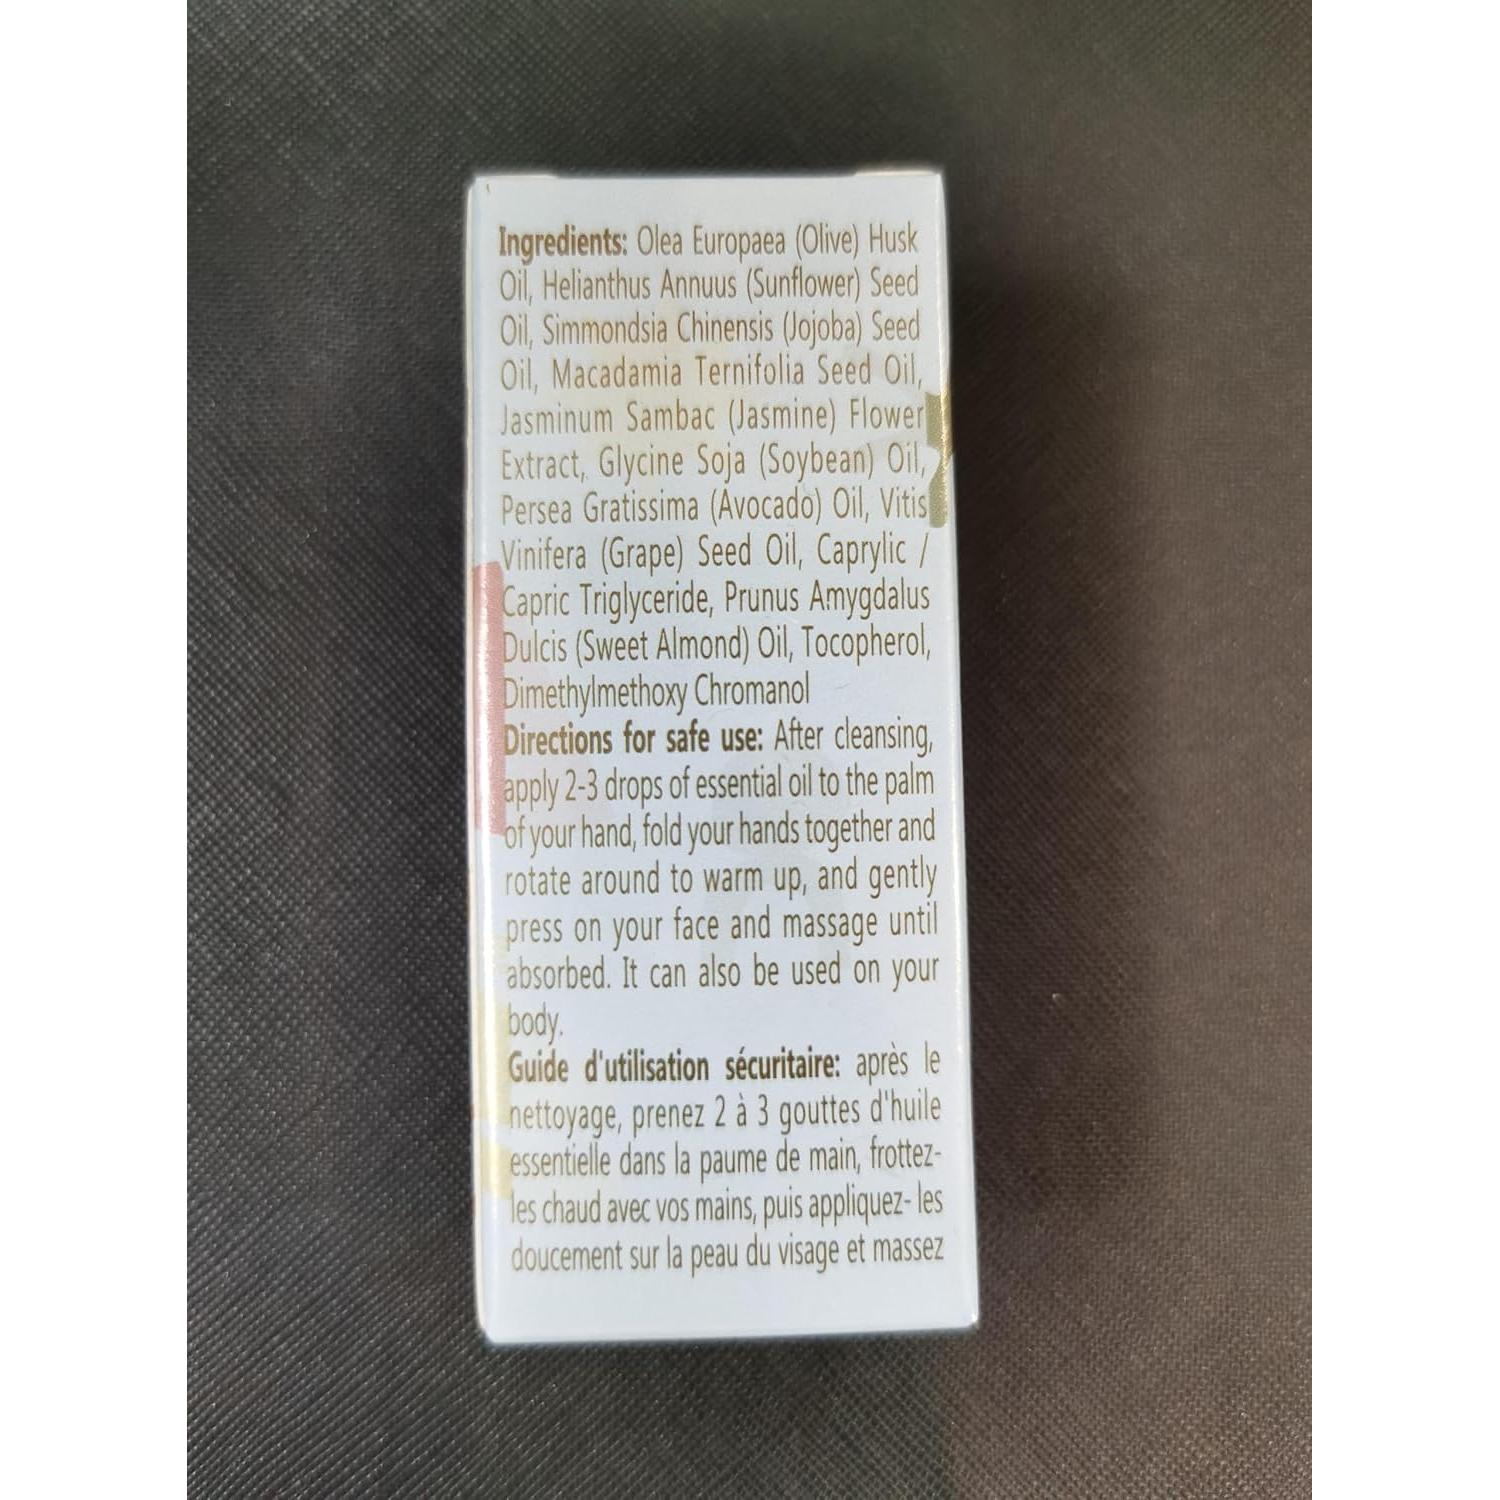 Ingredients: Olea Europaea (Olive) Husk
Oil, Helianthus Annuus (Sunflower) Seed
Oil, Simmondsia Chinensis (Jojoba) Seed
Oil, Macadamia Ternifolia Seed Oil,
Jasminum Sambac (Jasmine) Flower
Extract, Glycine Soja (Soybean) Oil,
Persea Gratissima (Avocado) Oil, Vitis
Vinifera (Grape) Seed Oil, Caprylic /
Capric Triglyceride, Prunus Amygdalus
Dulcis (Sweet Almond) Oil, Tocopherol,
Dimethylmethoxy Chromanol
Directions for safe use: After cleansing,
apply 2-3 drops of essential oil to the palm
of your hand, fold your hands together and
rotate around to warm up, and gently
press on your face and massage until
absorbed. It can also be used on your
body.
Guide d'utilisation sécuritaire: après le
nettoyage, prenez 2 à 3 gouttes d'huile
essentielle dans la paume de main, frottez-
les chaud avec vos mains, puis appliquez- les
doucement sur la peau du visage et massez